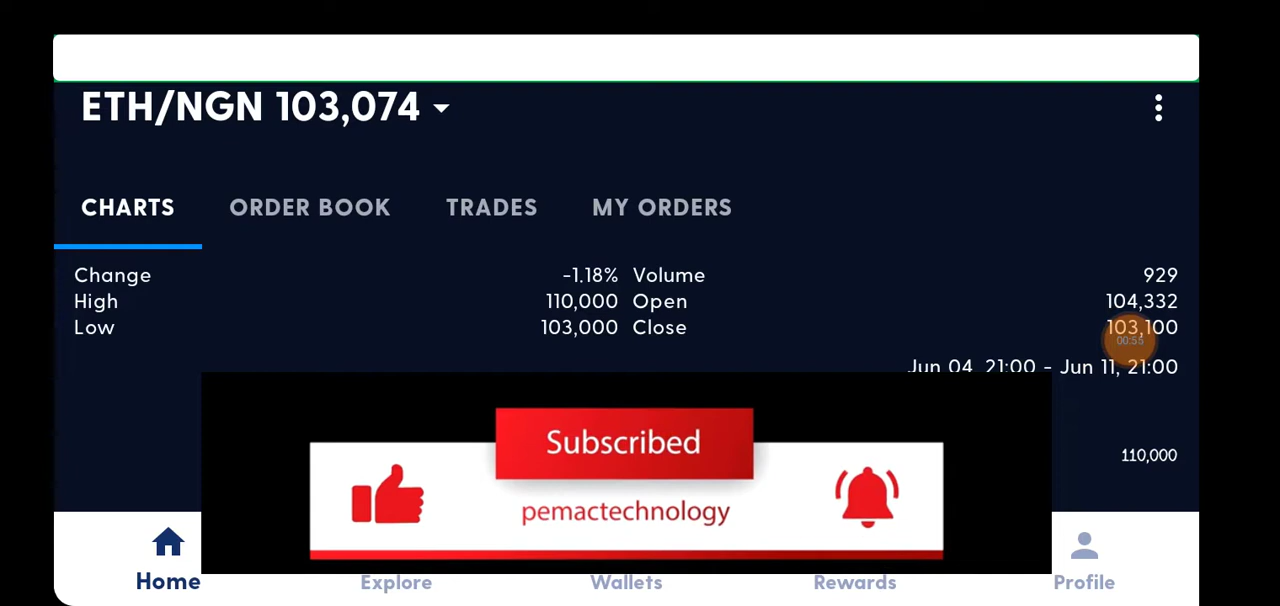 ETH/NGN 103,074
CHARTS ORDER BOOK TRADES MY ORDERS
Change -1.18% Volume 929
High 110,000 Open 104,332
Low 103,000 Close 103,100
00:55
Jun 04, 21:00 - Jun 11, 21:00
Subscribed
110,000
pemactechnology
Home Explore Wallets Rewards Profile